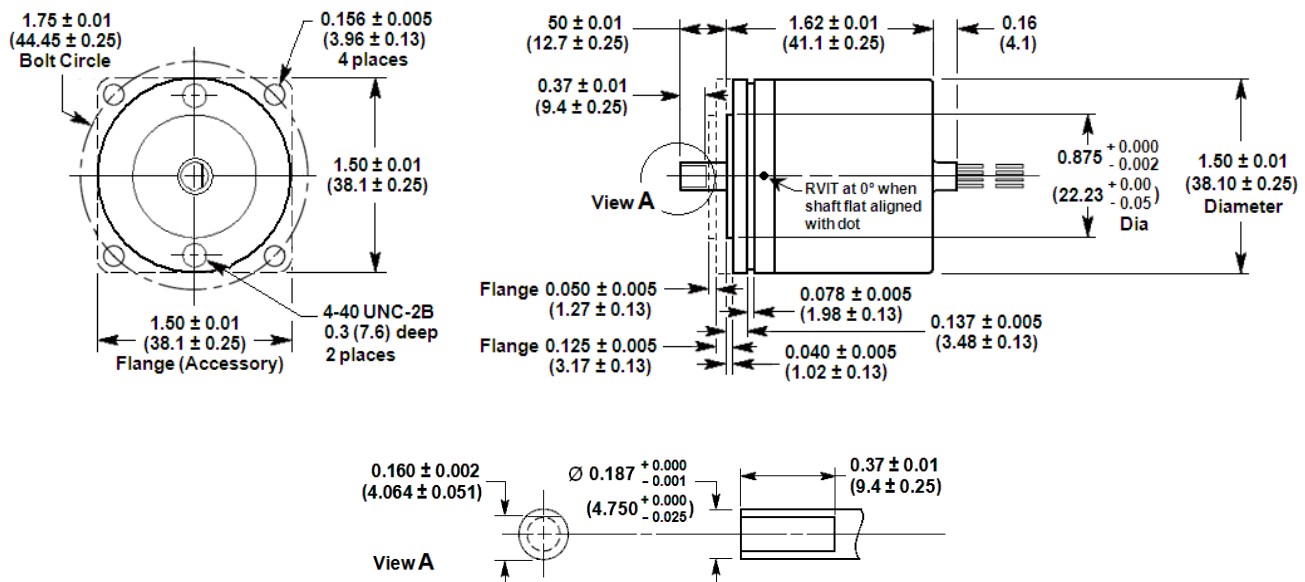 1.75 ± 0.01
(44.45 ± 0.25)
Bolt Circle
0.156 ± 0.005
(3.96 ± 0.13)
4 places
1.50 ± 0.01
(38.1 ± 0.25)
4-40 UNC-2B
0.3 (7.6) deep
2 places
1.50 ± 0.01
(38.1 ± 0.25)
Flange (Accessory)
50 ± 0.01
(12.7 ± 0.25)
1.62 ± 0.01
(41.1 ± 0.25)
0.16
(4.1)
0.37 ± 0.01
(9.4 ± 0.25)
View A
RVIT at 0° when
shaft flat aligned
with dot
0.875 + 0.000
- 0.002
(22.23 + 0.00
- 0.05)
Dia
1.50 ± 0.01
(38.10 ± 0.25)
Diameter
Flange 0.050 ± 0.005
(1.27 ± 0.13)
0.078 ± 0.005
(1.98 ± 0.13)
0.137 ± 0.005
(3.48 ± 0.13)
Flange 0.125 ± 0.005
(3.17 ± 0.13)
0.040 ± 0.005
(1.02 ± 0.13)
0.160 ± 0.002
(4.064 ± 0.051)
Ø 0.187 + 0.000
- 0.001
(4.750 + 0.000
- 0.025)
0.37 ± 0.01
(9.4 ± 0.25)
View A